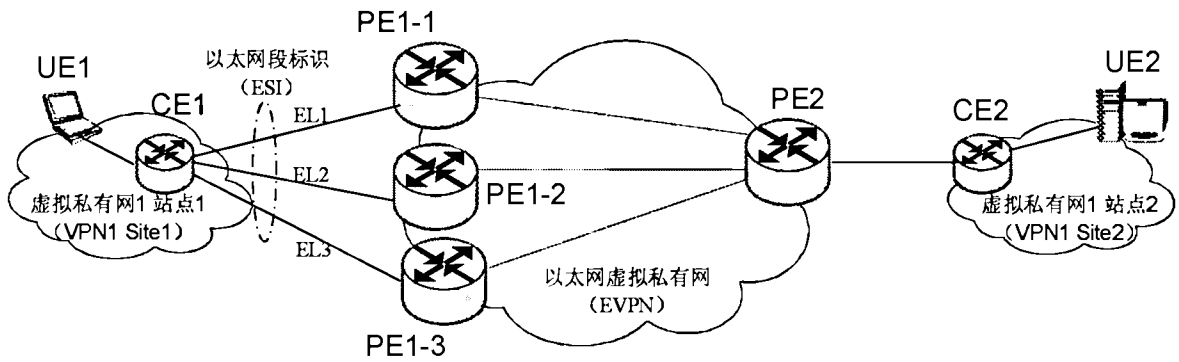 PE1-1
以太网段标识
(ESI)
UE1
CE1
EL1
EL2
EL3
虚拟私有网1 站点1
(VPN1 Site1)
PE1-2
PE1-3
以太网虚拟私有网
(EVPN)
PE2
CE2
UE2
虚拟私有网1 站点2
(VPN1 Site2)